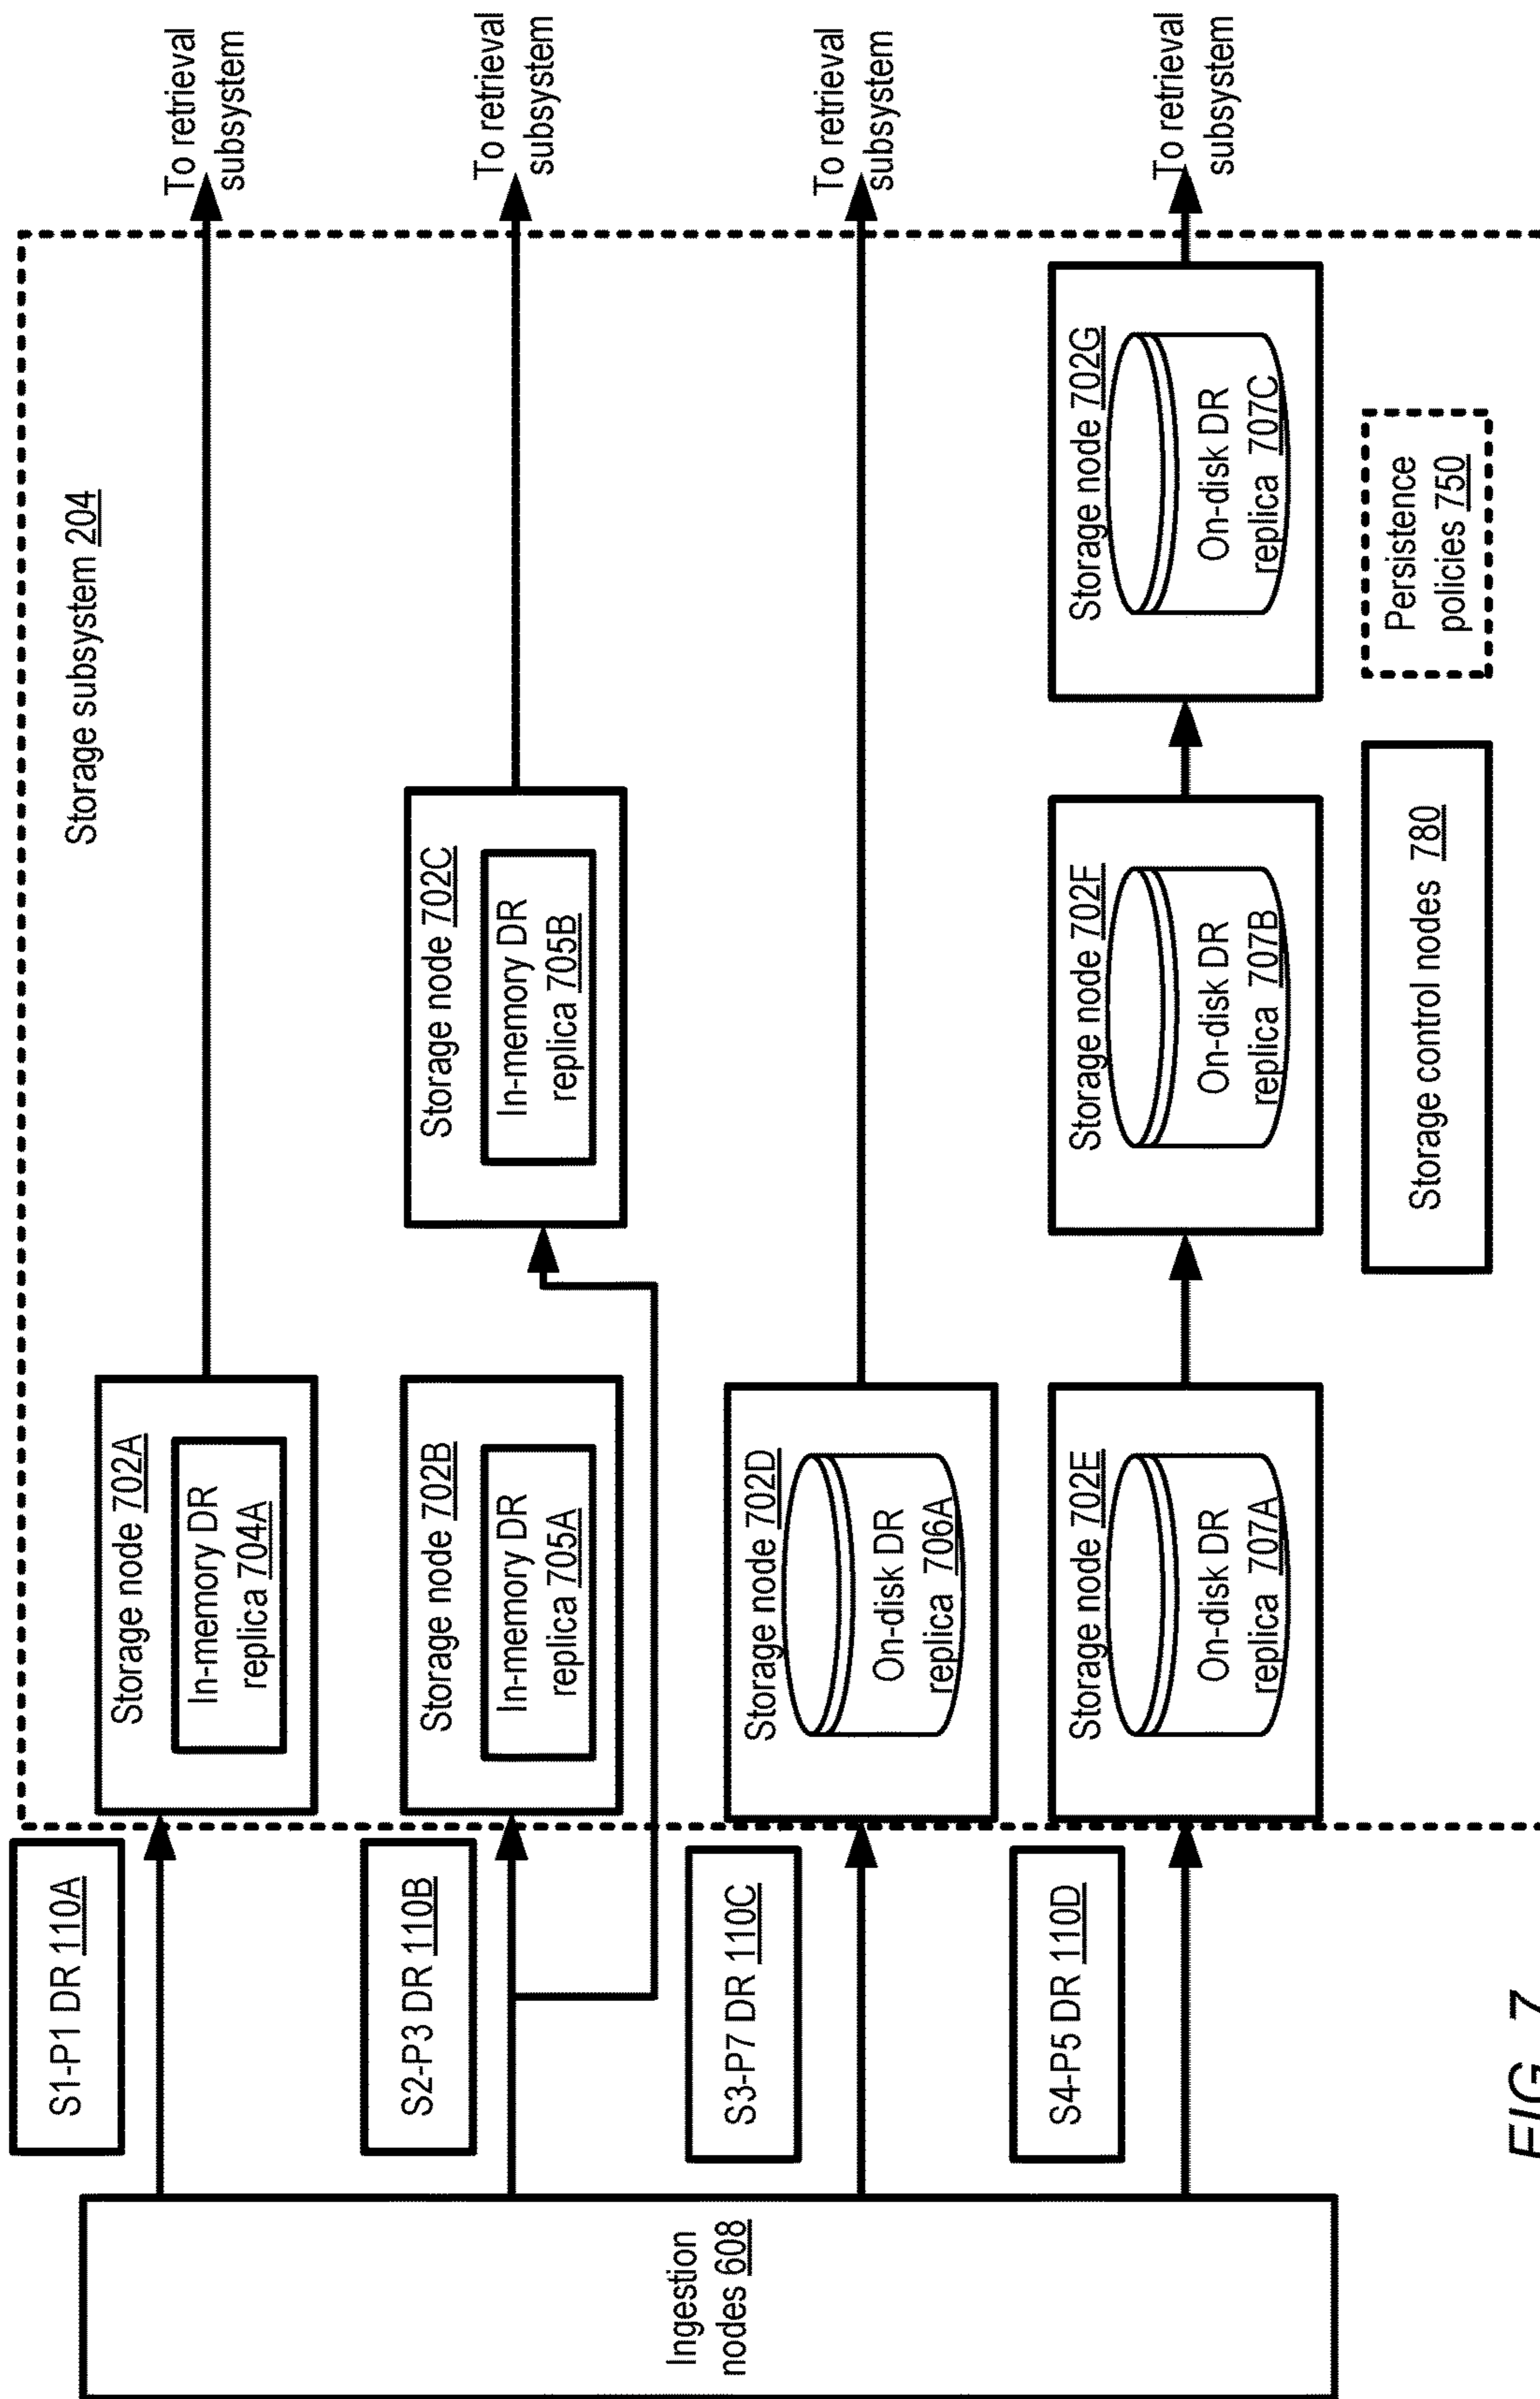 Storage subsystem 204
Ingestion
nodes 608
S1-P1 DR 110A
Storage node 702A
In-memory DR
replica 704A
To retrieval
subsystem
S2-P3 DR 110B
Storage node 702B
In-memory DR
replica 705A
Storage node 702C
In-memory DR
replica 705B
To retrieval
subsystem
S3-P7 DR 110C
Storage node 702D
On-disk DR
replica 706A
To retrieval
subsystem
S4-P5 DR 110D
Storage node 702E
On-disk DR
replica 707A
Storage node 702F
On-disk DR
replica 707B
Storage node 702G
On-disk DR
replica 707C
To retrieval
subsystem
Storage control nodes 780
Persistence
policies 750
FIG. 7